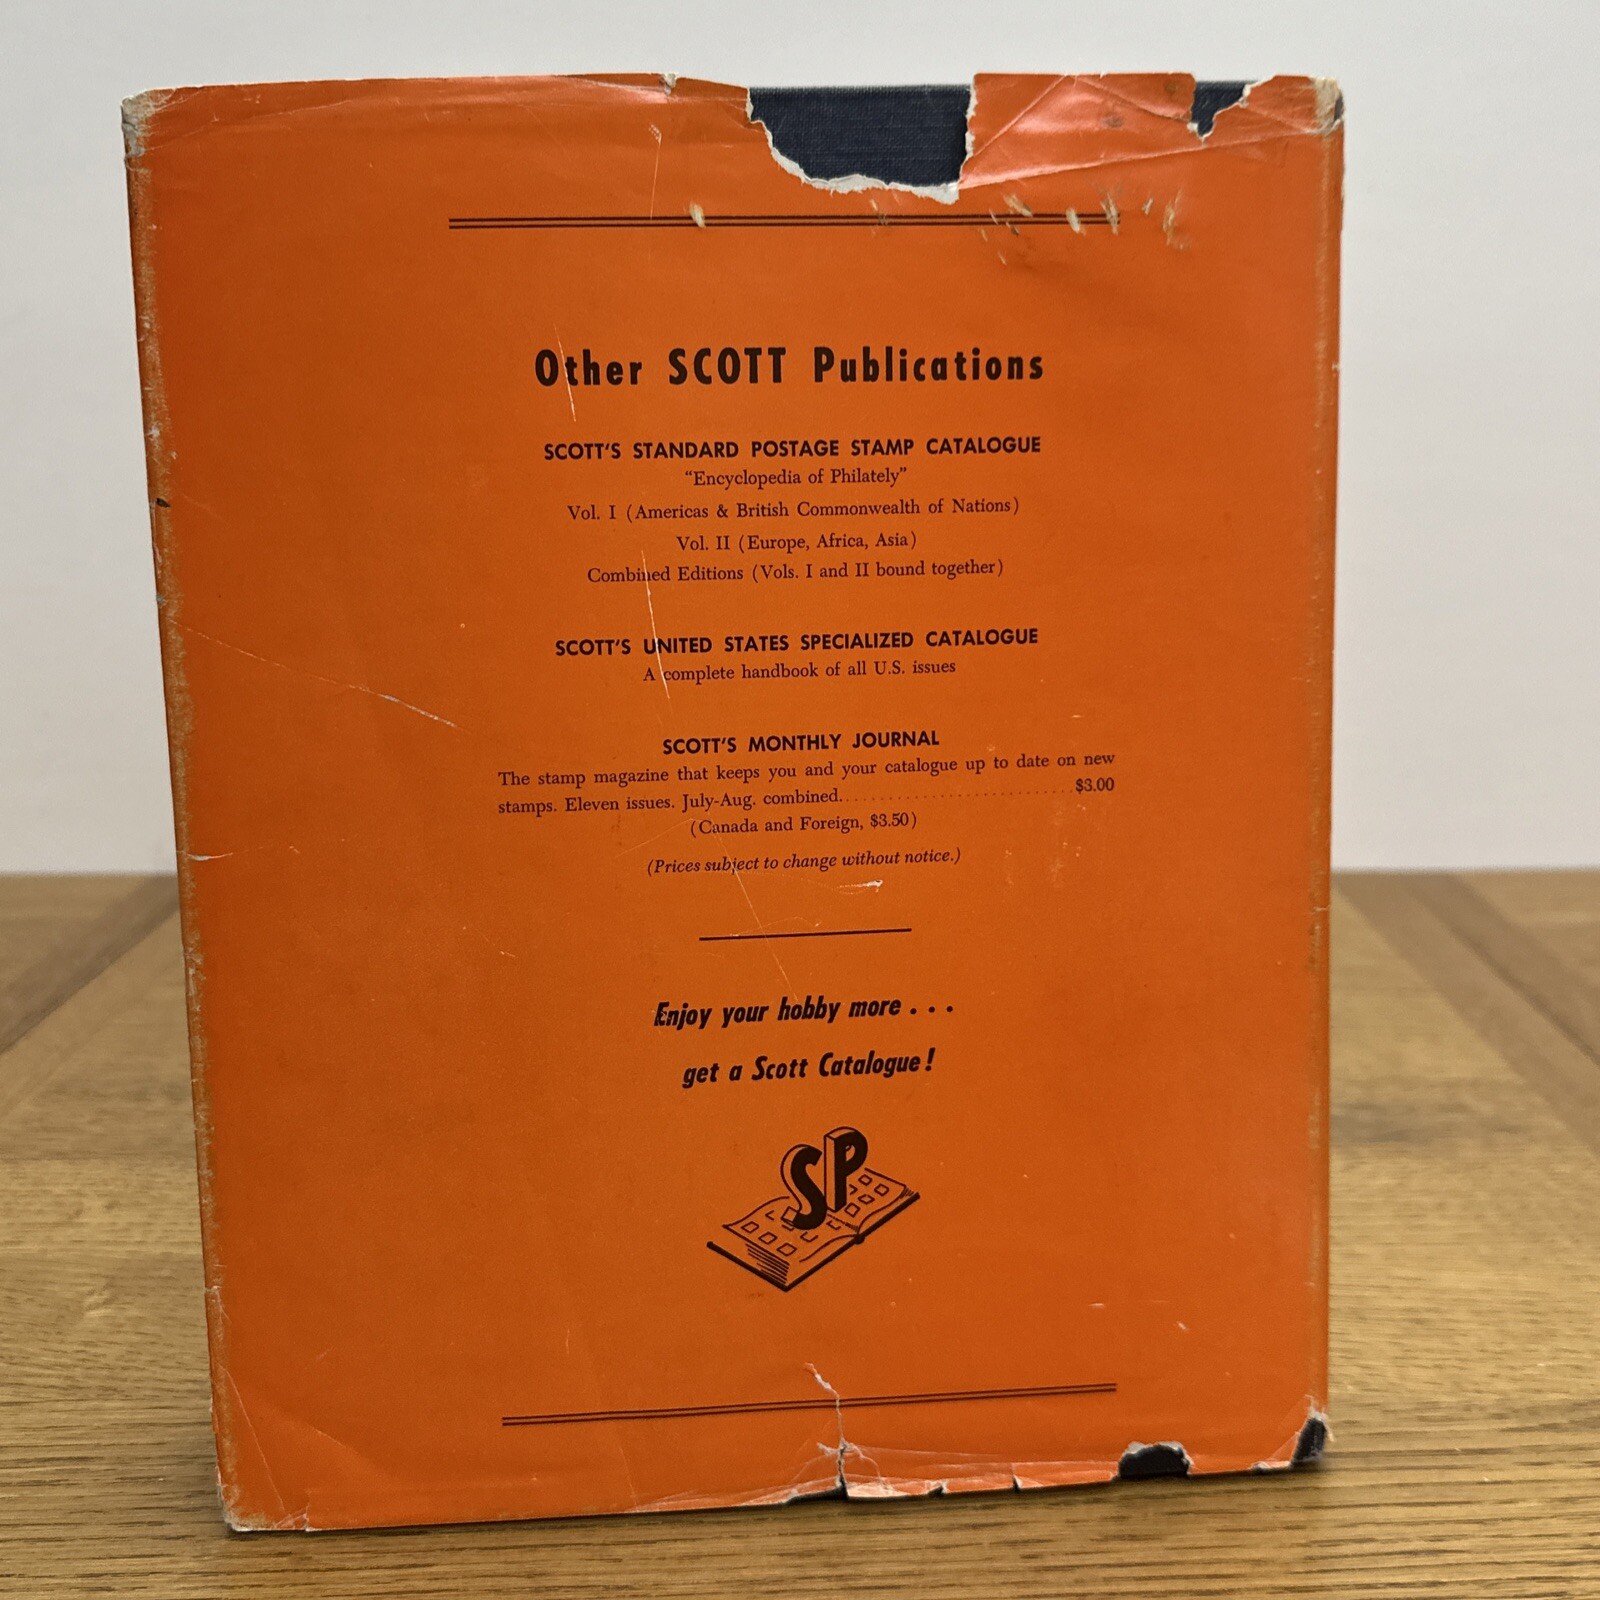 Other SCOTT Publications
SCOTT'S STANDARD POSTAGE STAMP CATALOGUE
“Encyclopedia of Philately”
Vol. I (Americas & British Commonwealth of Nations)
Vol. II (Europe, Africa, Asia)
Combined Editions (Vols. I and II bound together)
SCOTT'S UNITED STATES SPECIALIZED CATALOGUE
A complete handbook of all U.S. issues
SCOTT'S MONTHLY JOURNAL
The stamp magazine that keeps you and your catalogue up to date on new
stamps. Eleven issues. July-Aug. combined............................$3.00
(Canada and Foreign, $3.50)
(Prices subject to change without notice.)
Enjoy your hobby more . . .
get a Scott Catalogue!
SP